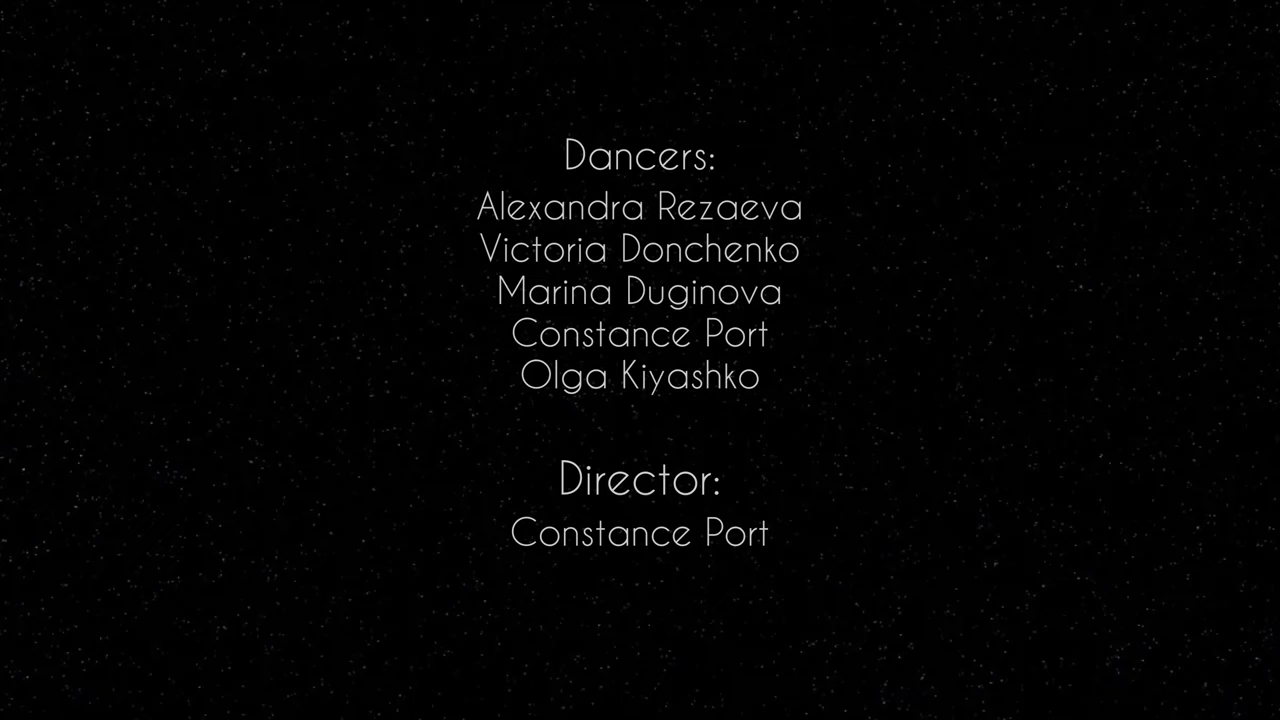 Dancers:
Alexandra Rezaeva
Victoria Donchenko
Marina Duginova
Constance Port
Olga Kiyashko
Director:
Constance Port